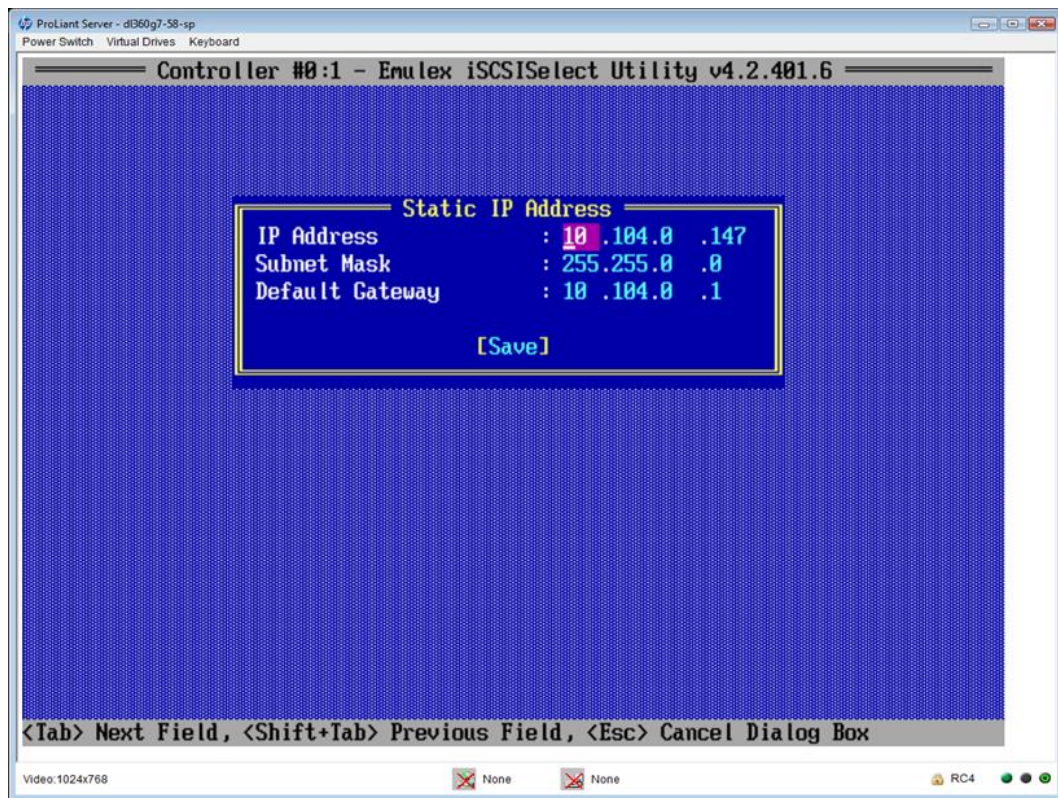 ProLiant Server - dl360g7-58-sp
Power Switch Virtual Drives Keyboard
Controller #0:1 - Emulex iSCSISelect Utility v4.2.401.6
Static IP Address
IP Address : 10 .104.0 .147
Subnet Mask : 255.255.0 .0
Default Gateway : 10 .104.0 .1
[Save]
<Tab> Next Field, <Shift+Tab> Previous Field, <Esc> Cancel Dialog Box
Video:1024x768 None None RC4